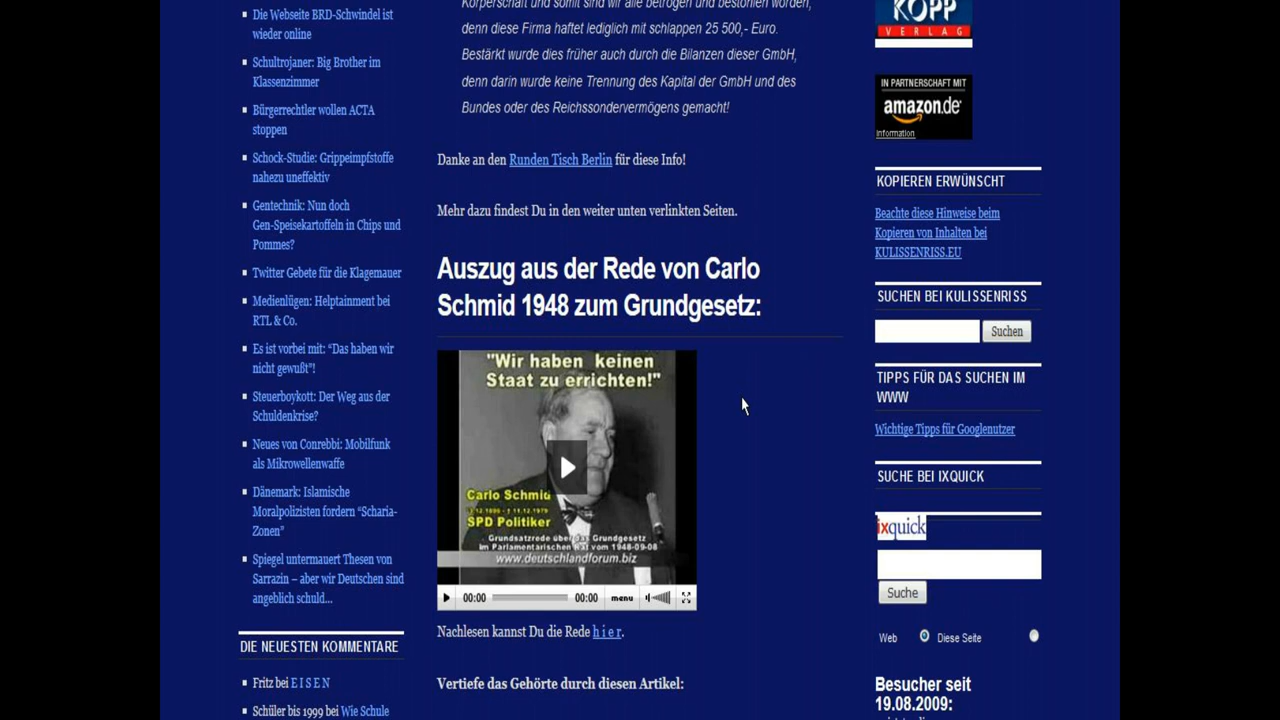 Die Webseite BRD-Schwindel ist
wieder online
Schultrojaner: Big Brother im
Klassenzimmer
Bürgerrechtler wollen ACTA
stoppen
Schock-Studie: Grippeimpfstoffe
nahezu uneffektiv
Gentechnik: Nun doch
Gen-Speisekartoffeln in Chips und
Pommes?
Twitter Gebete für die Klagemauer
Medienlügen: Helptainment bei
RTL & Co.
Es ist vorbei mit: “Das haben wir
nicht gewußt”!
Steuerboykott: Der Weg aus der
Schuldenkrise?
Neues von Conrebbi: Mobilfunk
als Mikrowellenwaffe
Dänemark: Islamische
Moralpolizisten fordern “Scharia-
Zonen”
Spiegel untermauert Thesen von
Sarrazin – aber wir Deutschen sind
angeblich schuld...
DIE NEUESTEN KOMMENTARE
Fritz bei E I S E N
Schüler bis 1999 bei Wie Schule
Körperschaft und somit sind wir alle betrogen und bestohlen worden,
denn diese Firma haftet lediglich mit schlappen 25 500,- Euro.
Bestärkt wurde dies früher auch durch die Bilanzen dieser GmbH,
denn darin wurde keine Trennung des Kapital der GmbH und des
Bundes oder des Reichssondervermögens gemacht!
Danke an den Runden Tisch Berlin für diese Info!
Mehr dazu findest Du in den weiter unten verlinkten Seiten.
Auszug aus der Rede von Carlo
Schmid 1948 zum Grundgesetz:
"Wir haben keinen
Staat zu errichten!"
Carlo Schmid
SPD Politiker
Grundsatzrede über das Grundgesetz
im Parlamentarischen Rat vom 1948-09-08
www.deutschlandforum.biz
00:00 00:00 menu
Nachlesen kannst Du die Rede h i e r.
Vertiefe das Gehörte durch diesen Artikel:
KOPP
VERLAG
IN PARTNERSCHAFT MIT
amazon.de
Information
KOPIEREN ERWÜNSCHT
Beachte diese Hinweise beim
Kopieren von Inhalten bei
KULISSENRISS.EU
SUCHEN BEI KULISSENRISS
Suchen
TIPPS FÜR DAS SUCHEN IM
WWW
Wichtige Tipps für Googlenutzer
SUCHE BEI IXQUICK
ixquick
Suche
Web Diese Seite
Besucher seit
19.08.2009: